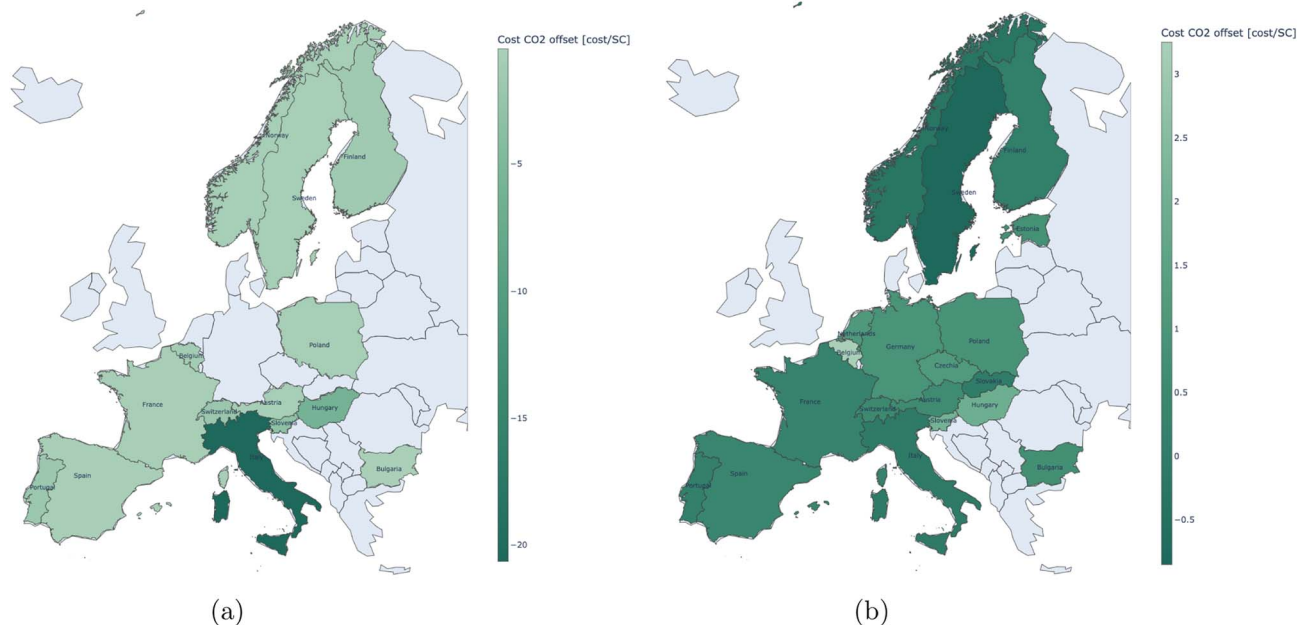 Cost CO2 offset [cost/SC]
Norway
Finland
Sweden
−5
−10
Poland
Belgium
France
Austria
Switzerland
Hungary
−15
Slovenia
Italy
Bulgaria
Spain
Portugal
−20
(a)
Cost CO2 offset [cost/SC]
3
2.5
Norway
Finland
2
Sweden
Estonia
1.5
Netherlands
Germany
Poland
Belgium
1
Czechia
Slovakia
France
Austria
0.5
Switzerland
Hungary
Slovenia
Italy
0
Bulgaria
Spain
Portugal
−0.5
(b)